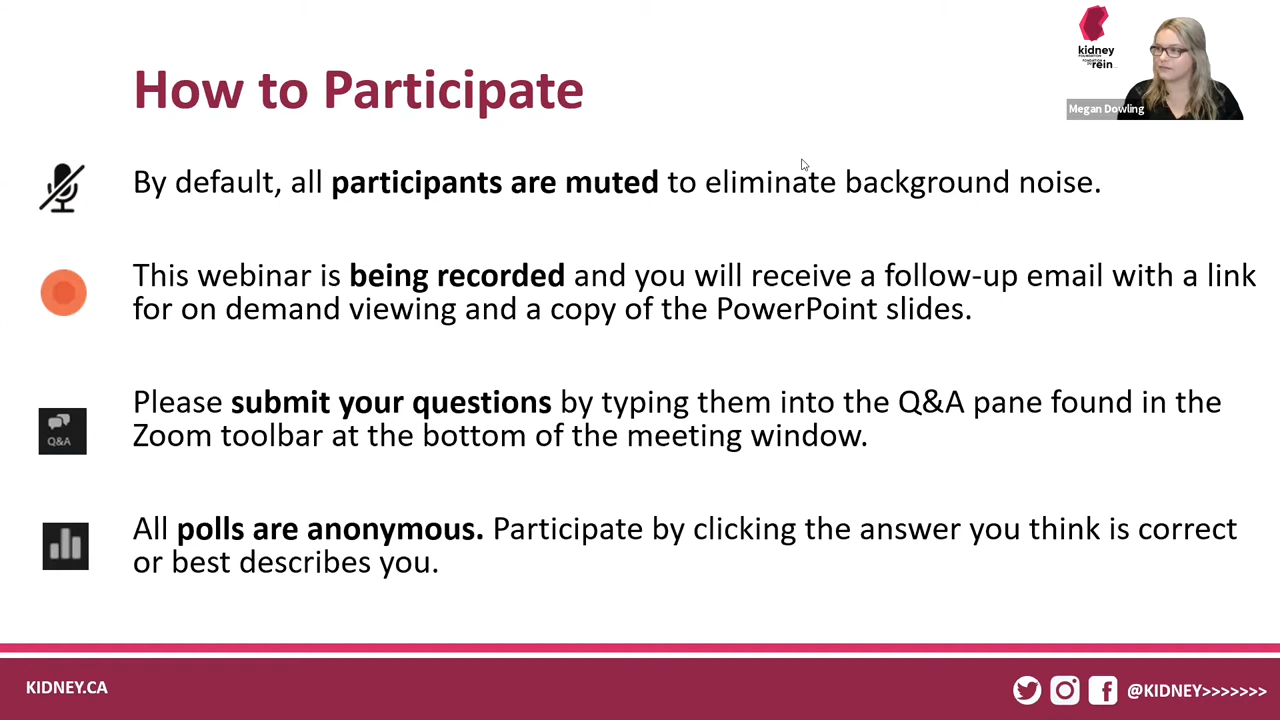 How to Participate
kidney
FOUNDATION
FONDATION
DU rein
Megan Dowling
By default, all participants are muted to eliminate background noise.
This webinar is being recorded and you will receive a follow-up email with a link
for on demand viewing and a copy of the PowerPoint slides.
Please submit your questions by typing them into the Q&A pane found in the
Q&A
Zoom toolbar at the bottom of the meeting window.
All polls are anonymous. Participate by clicking the answer you think is correct
or best describes you.
KIDNEY.CA
@KIDNEY>>>>>>>